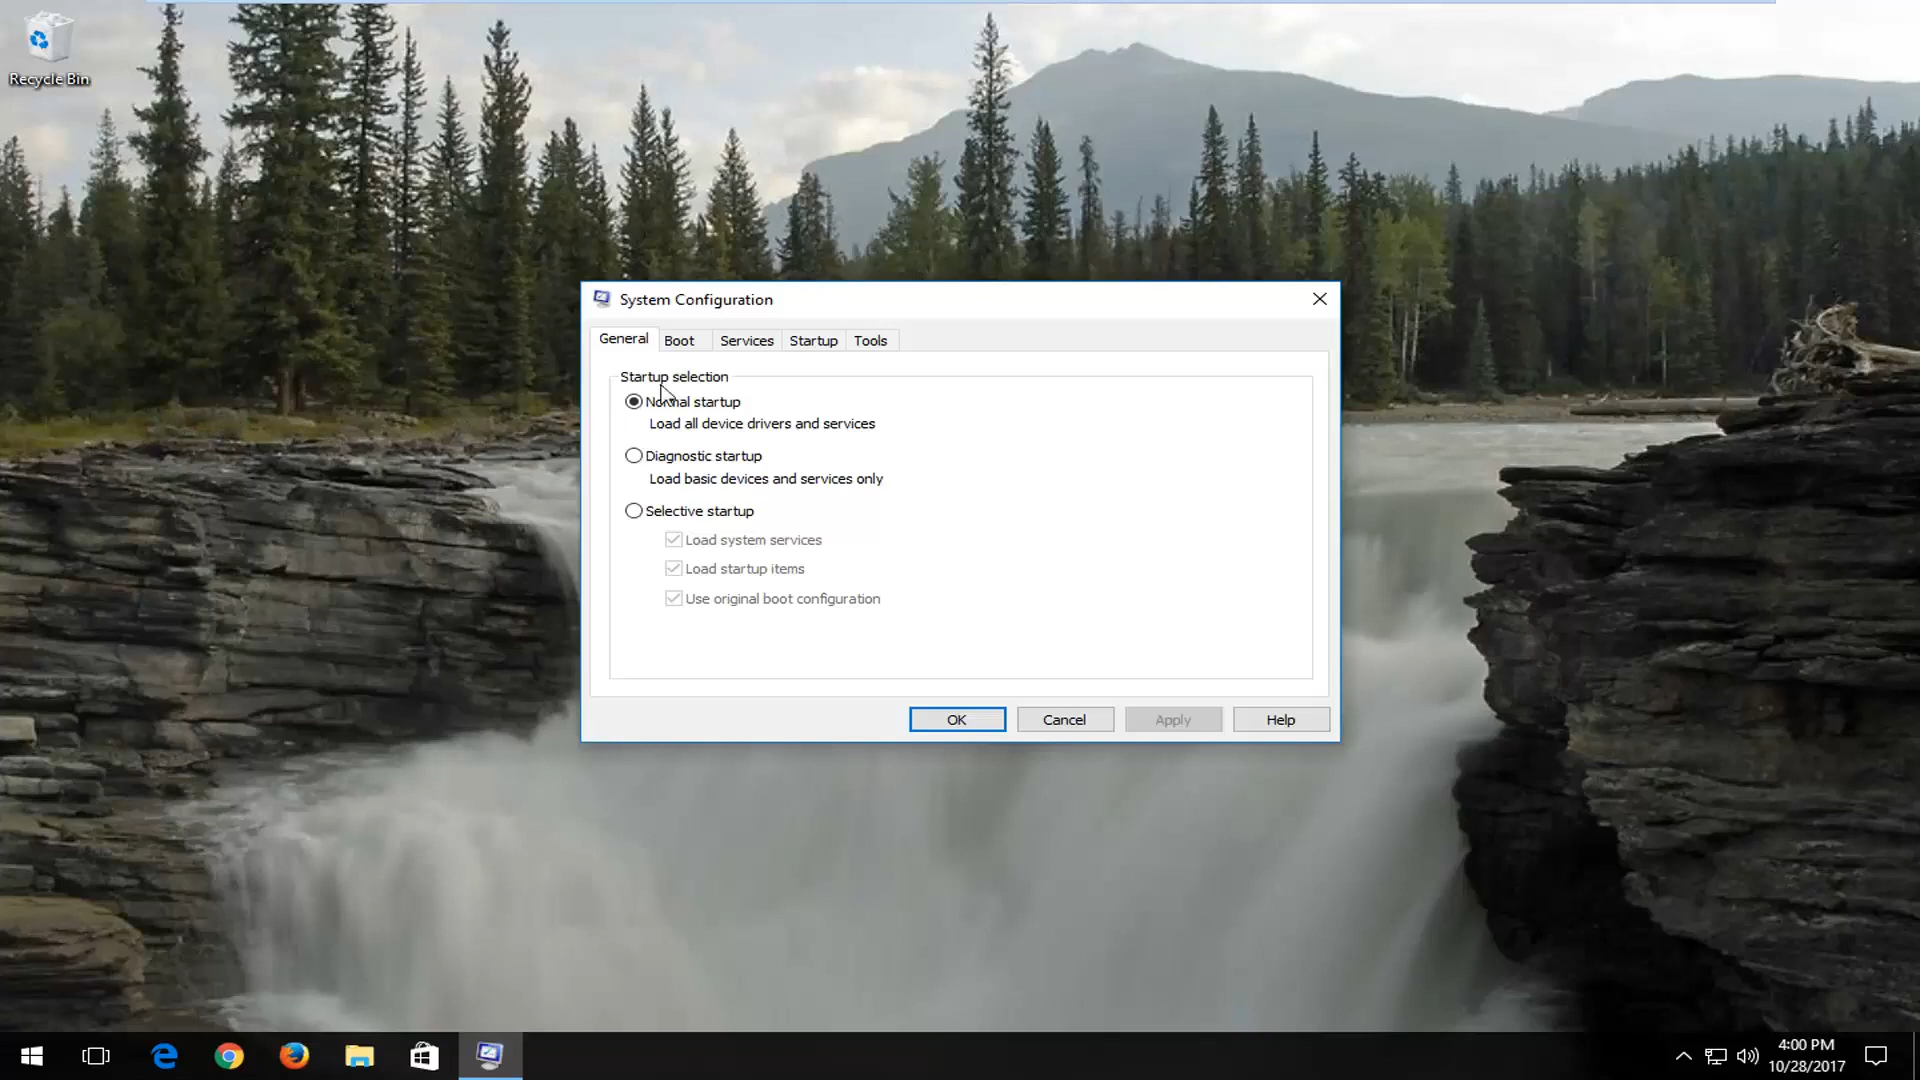 Recycle Bin
System Configuration
General
Boot
Services
Startup
Tools
Startup selection
Normal startup
Load all device drivers and services
Diagnostic startup
Load basic devices and services only
Selective startup
Load system services
Load startup items
Use original boot configuration
OK
Cancel
Apply
Help
4:00 PM
10/28/2017